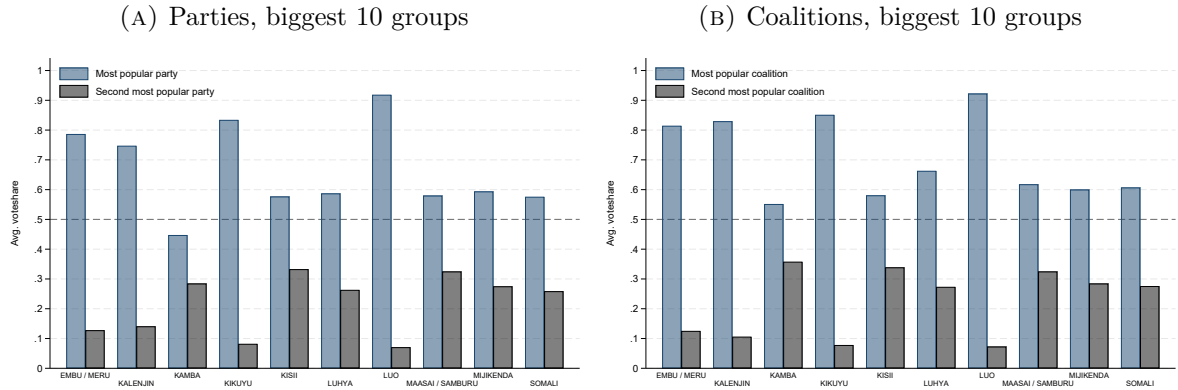 (A) Parties, biggest 10 groups
Most popular party
Second most popular party
Avg. voteshare
1
.9
.8
.7
.6
.5
.4
.3
.2
.1
0
EMBU / MERU
KALENJIN
KAMBA
KIKUYU
KISII
LUHYA
LUO
MAASAI / SAMBURU
MIJIKENDA
SOMALI
(B) Coalitions, biggest 10 groups
Most popular coalition
Second most popular coalition
Avg. voteshare
1
.9
.8
.7
.6
.5
.4
.3
.2
.1
0
EMBU / MERU
KALENJIN
KAMBA
KIKUYU
KISII
LUHYA
LUO
MAASAI / SAMBURU
MIJIKENDA
SOMALI